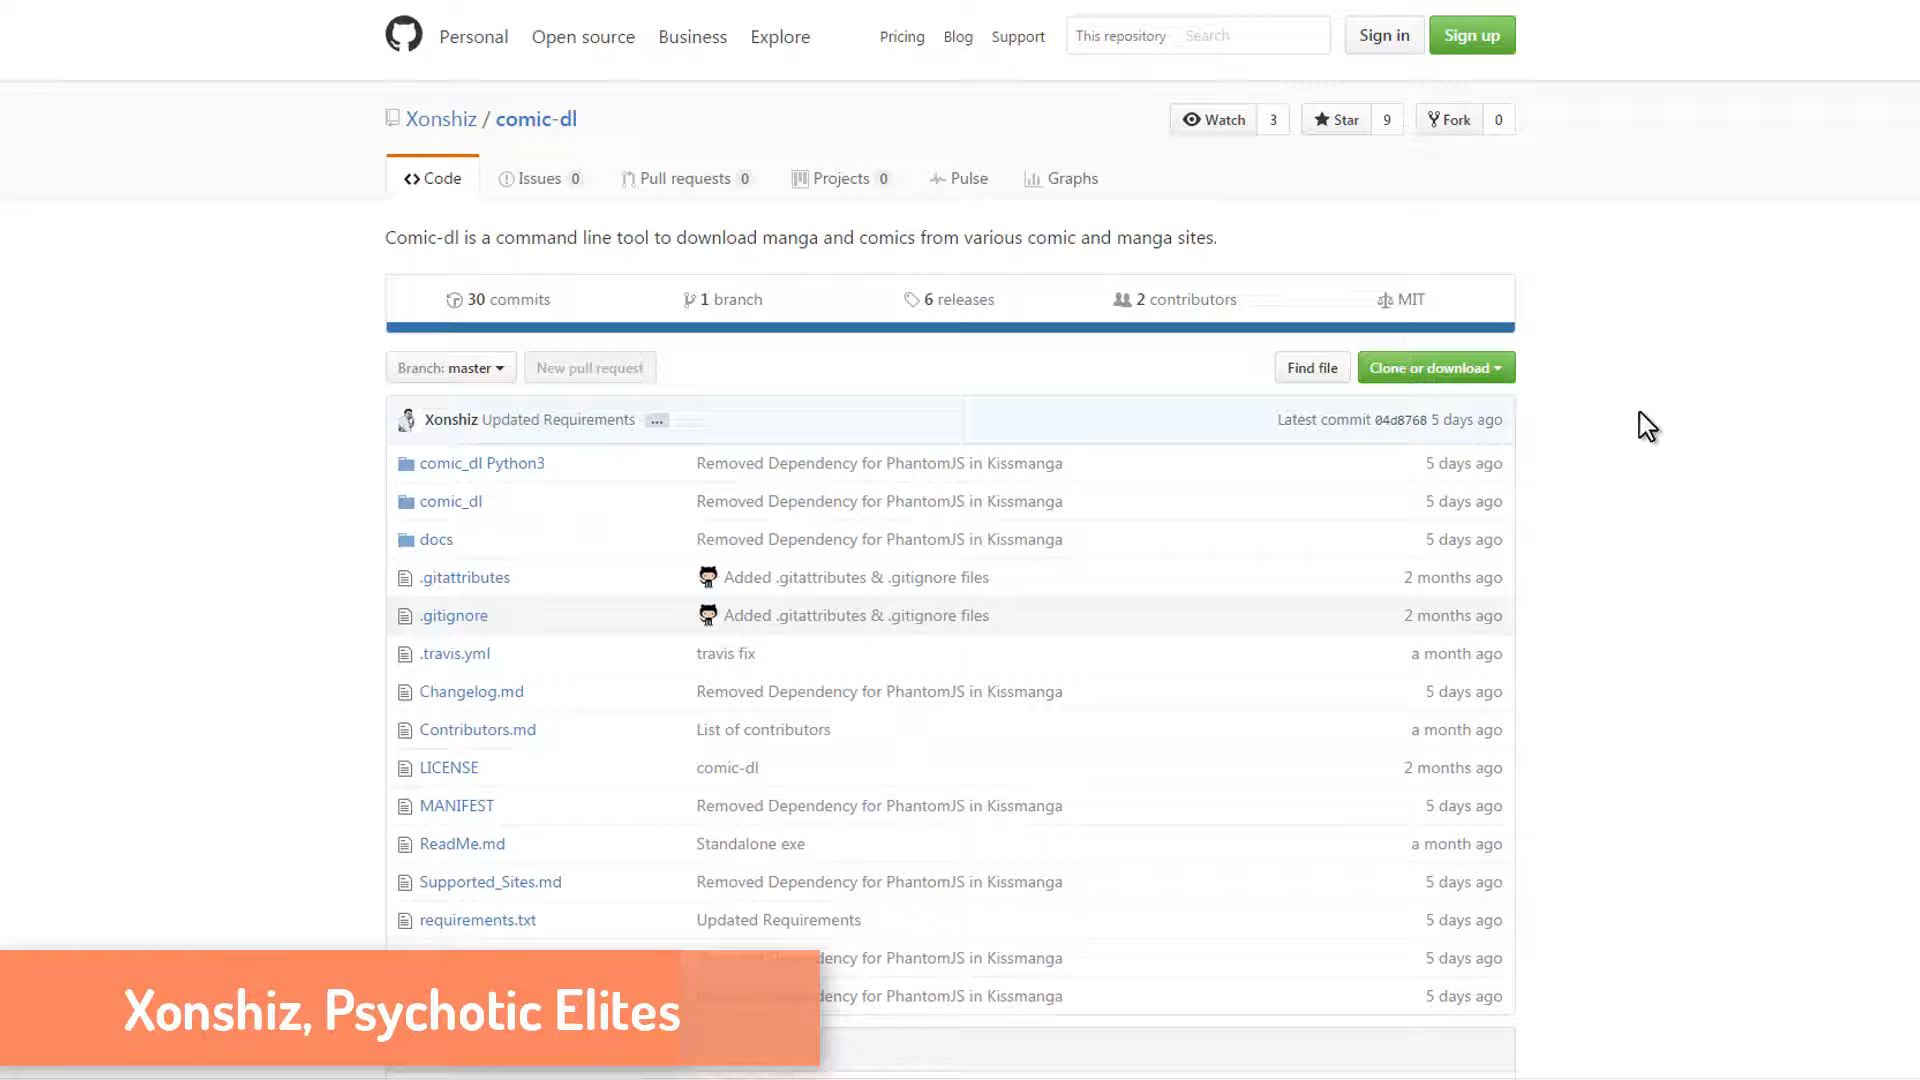 Personal Open source Business Explore Pricing Blog Support This repository Search Sign in Sign up
Xonshiz / comic-dl Watch 3 Star 9 Fork 0
Code Issues 0 Pull requests 0 Projects 0 Pulse Graphs
Comic-dl is a command line tool to download manga and comics from various comic and manga sites.
30 commits 1 branch 6 releases 2 contributors MIT
Branch: master New pull request Find file Clone or download
Xonshiz Updated Requirements ... Latest commit 04d8768 5 days ago
comic_dl Python3 Removed Dependency for PhantomJS in Kissmanga 5 days ago
comic_dl Removed Dependency for PhantomJS in Kissmanga 5 days ago
docs Removed Dependency for PhantomJS in Kissmanga 5 days ago
.gitattributes Added .gitattributes & .gitignore files 2 months ago
.gitignore Added .gitattributes & .gitignore files 2 months ago
.travis.yml travis fix a month ago
Changelog.md Removed Dependency for PhantomJS in Kissmanga 5 days ago
Contributors.md List of contributors a month ago
LICENSE comic-dl 2 months ago
MANIFEST Removed Dependency for PhantomJS in Kissmanga 5 days ago
ReadMe.md Standalone exe a month ago
Supported_Sites.md Removed Dependency for PhantomJS in Kissmanga 5 days ago
requirements.txt Updated Requirements 5 days ago
for PhantomJS in Kissmanga 5 days ago
for PhantomJS in Kissmanga 5 days ago
Xonshiz, Psychotic Elites